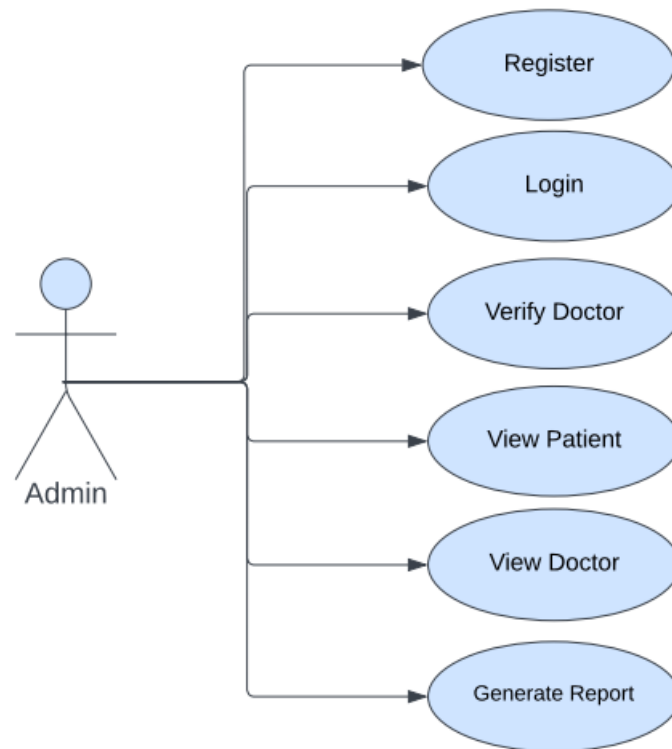 Register
Login
Verify Doctor
View Patient
Admin
View Doctor
Generate Report